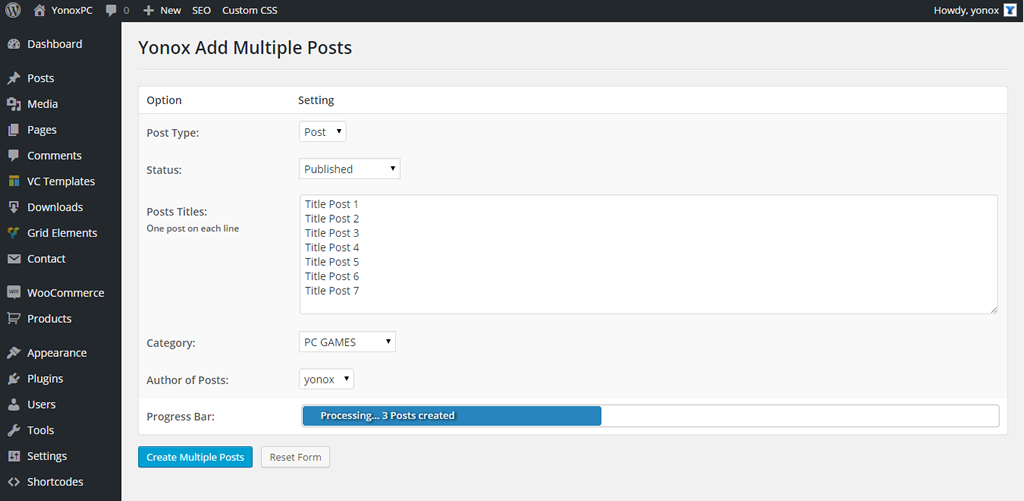 YonoxPC 0 New SEO Custom CSS Howdy, yonox
Dashboard
Posts
Media
Pages
Comments
VC Templates
Downloads
Grid Elements
Contact
WooCommerce
Products
Appearance
Plugins
Users
Tools
Settings
Shortcodes
Yonox Add Multiple Posts
Option Setting
Post Type: Post
Status: Published
Posts Titles:
One post on each line
Title Post 1
Title Post 2
Title Post 3
Title Post 4
Title Post 5
Title Post 6
Title Post 7
Category: PC GAMES
Author of Posts: yonox
Progress Bar: Processing... 3 Posts created
Create Multiple Posts Reset Form